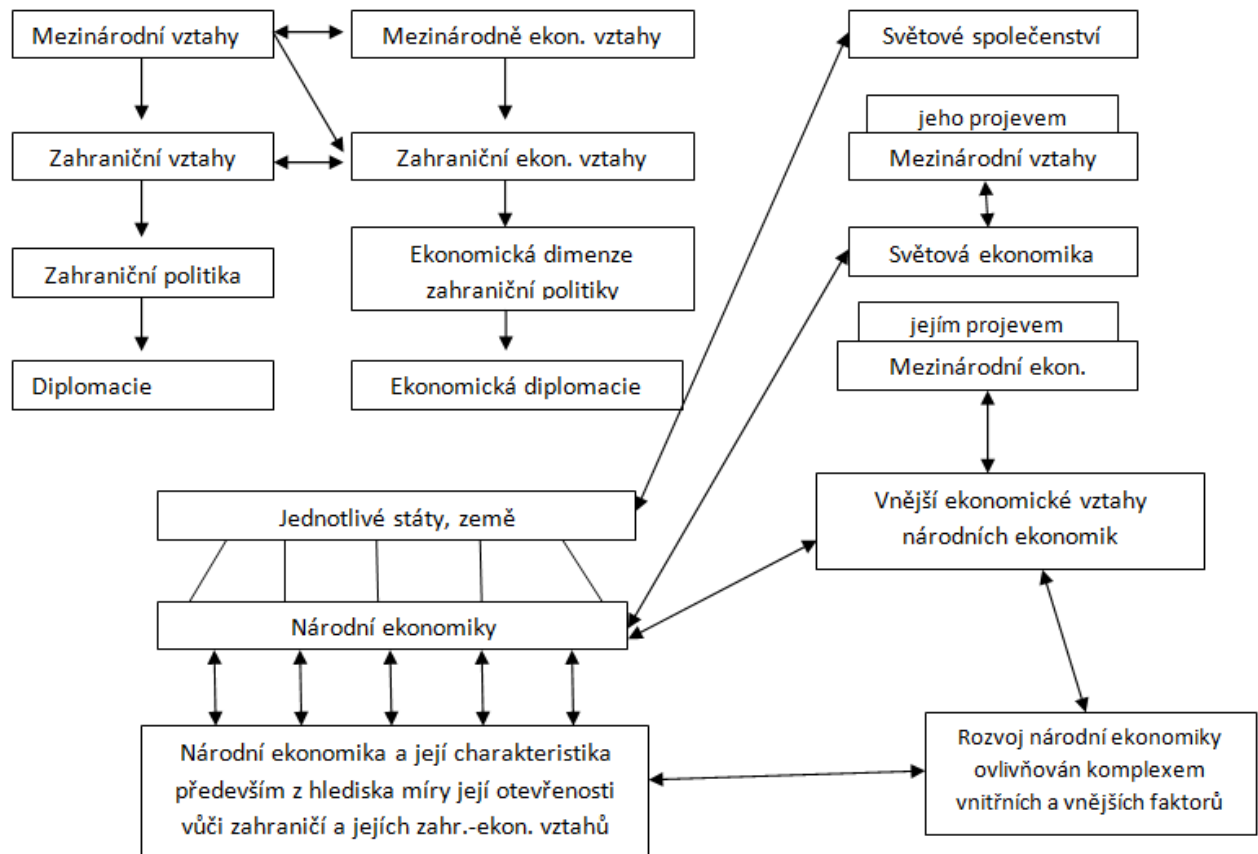 Mezinárodní vztahy
Mezinárodně ekon. vztahy
Světové společenství
jeho projevem
Mezinárodní vztahy
Zahraniční vztahy
Zahraniční ekon. vztahy
Světová ekonomika
Zahraniční politika
Ekonomická dimenze
zahraniční politiky
jejím projevem
Mezinárodní ekon.
Diplomacie
Ekonomická diplomacie
Vnější ekonomické vztahy
národních ekonomik
Jednotlivé státy, země
Národní ekonomiky
Národní ekonomika a její charakteristika
především z hlediska míry její otevřenosti
vůči zahraničí a jejích zahr.-ekon. vztahů
Rozvoj národní ekonomiky
ovlivňován komplexem
vnitřních a vnějších faktorů